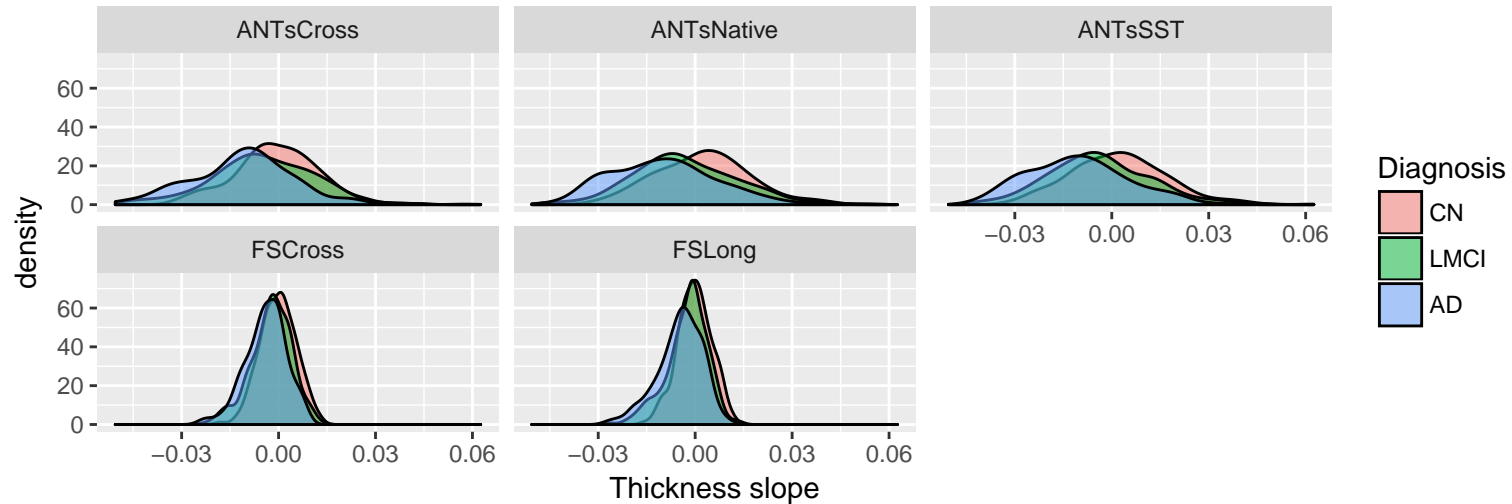 ANTsCross ANTsNative ANTsSST
60
40
20
0
−0.03 0.00 0.03 0.06
FSCross FSLong
60
40
20
0
−0.03 0.00 0.03 0.06 −0.03 0.00 0.03 0.06
density
Thickness slope
Diagnosis
CN
LMCI
AD